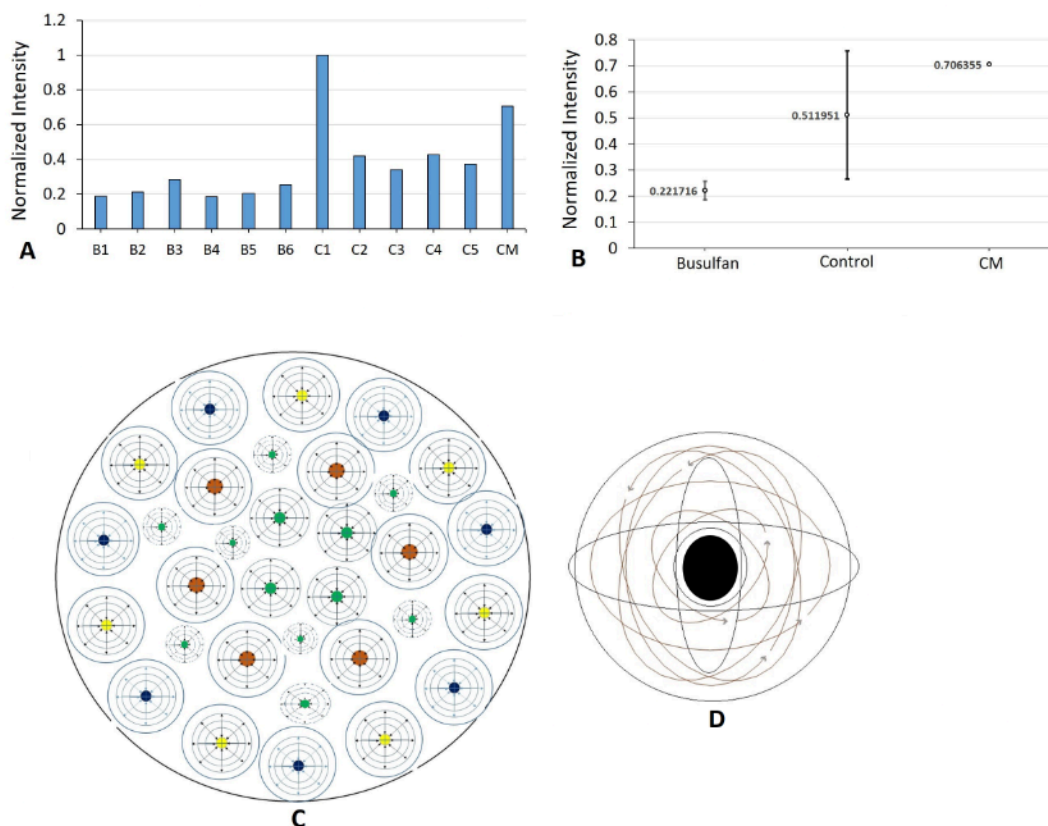 1.2
1
0.8
0.6
0.4
0.2
0
Normalized Intensity
B1 B2 B3 B4 B5 B6 C1 C2 C3 C4 C5 CM
A
0.8
0.7
0.6
0.5
0.4
0.3
0.2
0.1
0
Normalized Intensity
0.221716
0.511951
0.706355
Busulfan Control CM
B
C
D